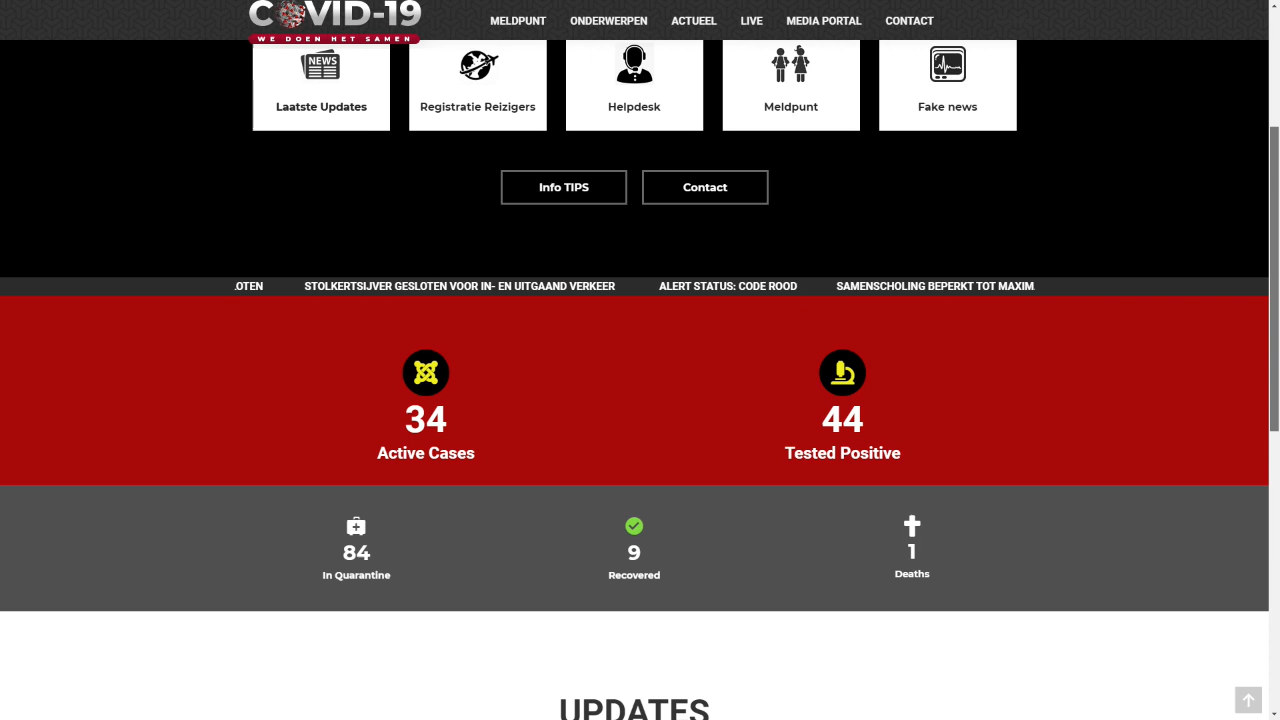 COVID-19
WE DOEN HET SAMEN
MELDPUNT ONDERWERPEN ACTUEEL LIVE MEDIA PORTAL CONTACT
NEWS
Laatste Updates Registratie Reizigers Helpdesk Meldpunt Fake news
Info TIPS Contact
.OTEN STOLKERTSIJVER GESLOTEN VOOR IN- EN UITGAAND VERKEER ALERT STATUS: CODE ROOD SAMENSCHOLING BEPERKT TOT MAXIM
34 44
Active Cases Tested Positive
84 9 1
In Quarantine Recovered Deaths
UPDATES